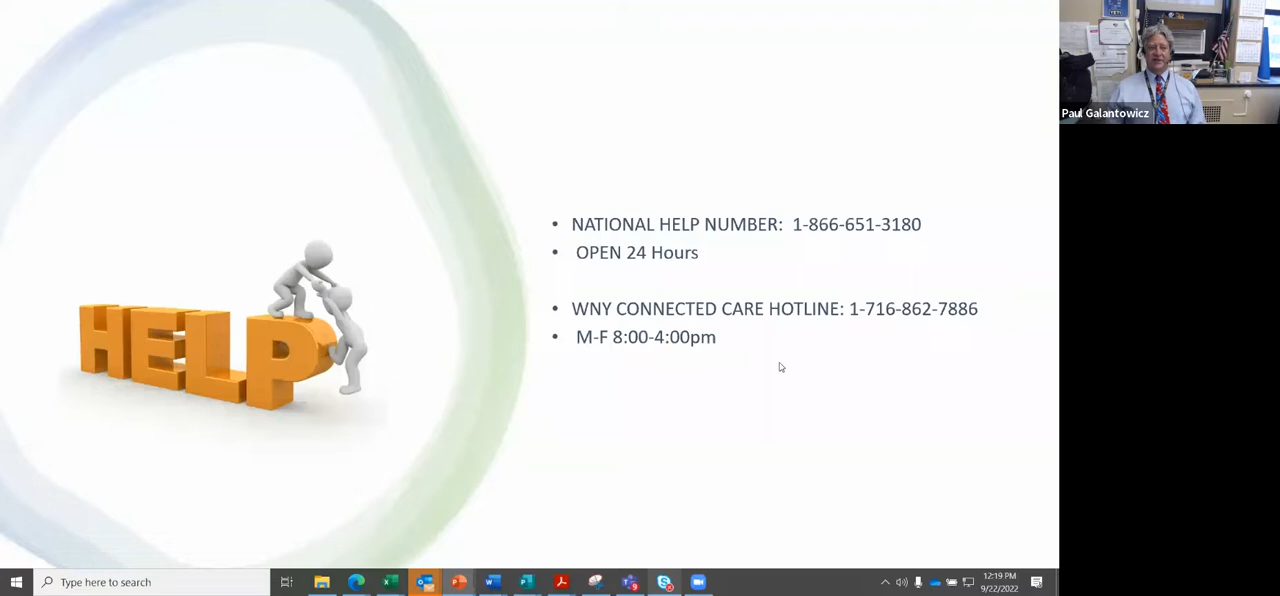 NATIONAL HELP NUMBER: 1-866-651-3180
OPEN 24 Hours
WNY CONNECTED CARE HOTLINE: 1-716-862-7886
M-F 8:00-4:00pm
HELP
Paul Galantowicz
Type here to search
12:19 PM
9/22/2022